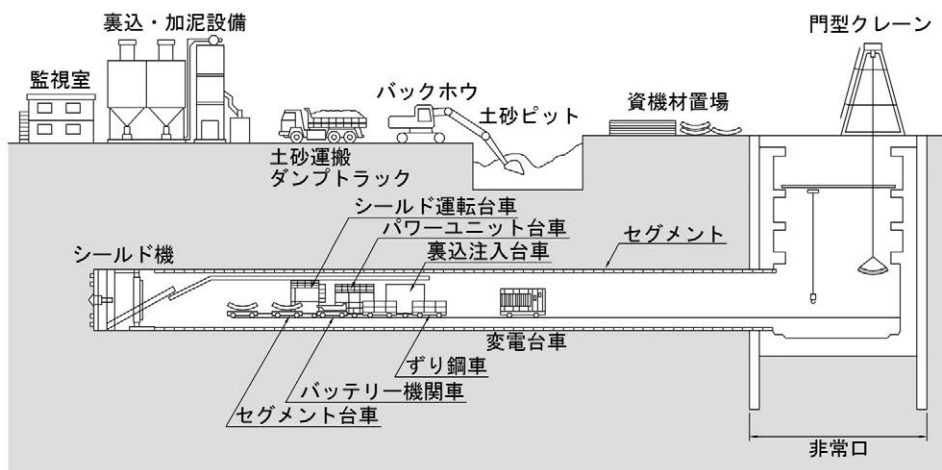 裏込・加泥設備
門型クレーン
監視室
バックホウ
資機材置場
土砂ピット
土砂運搬
ダンプトラック
シールド運転台車
パワーユニット台車
セグメント
シールド機
裏込注入台車
変電台車
ずり鋼車
バッテリー機関車
セグメント台車
非常口